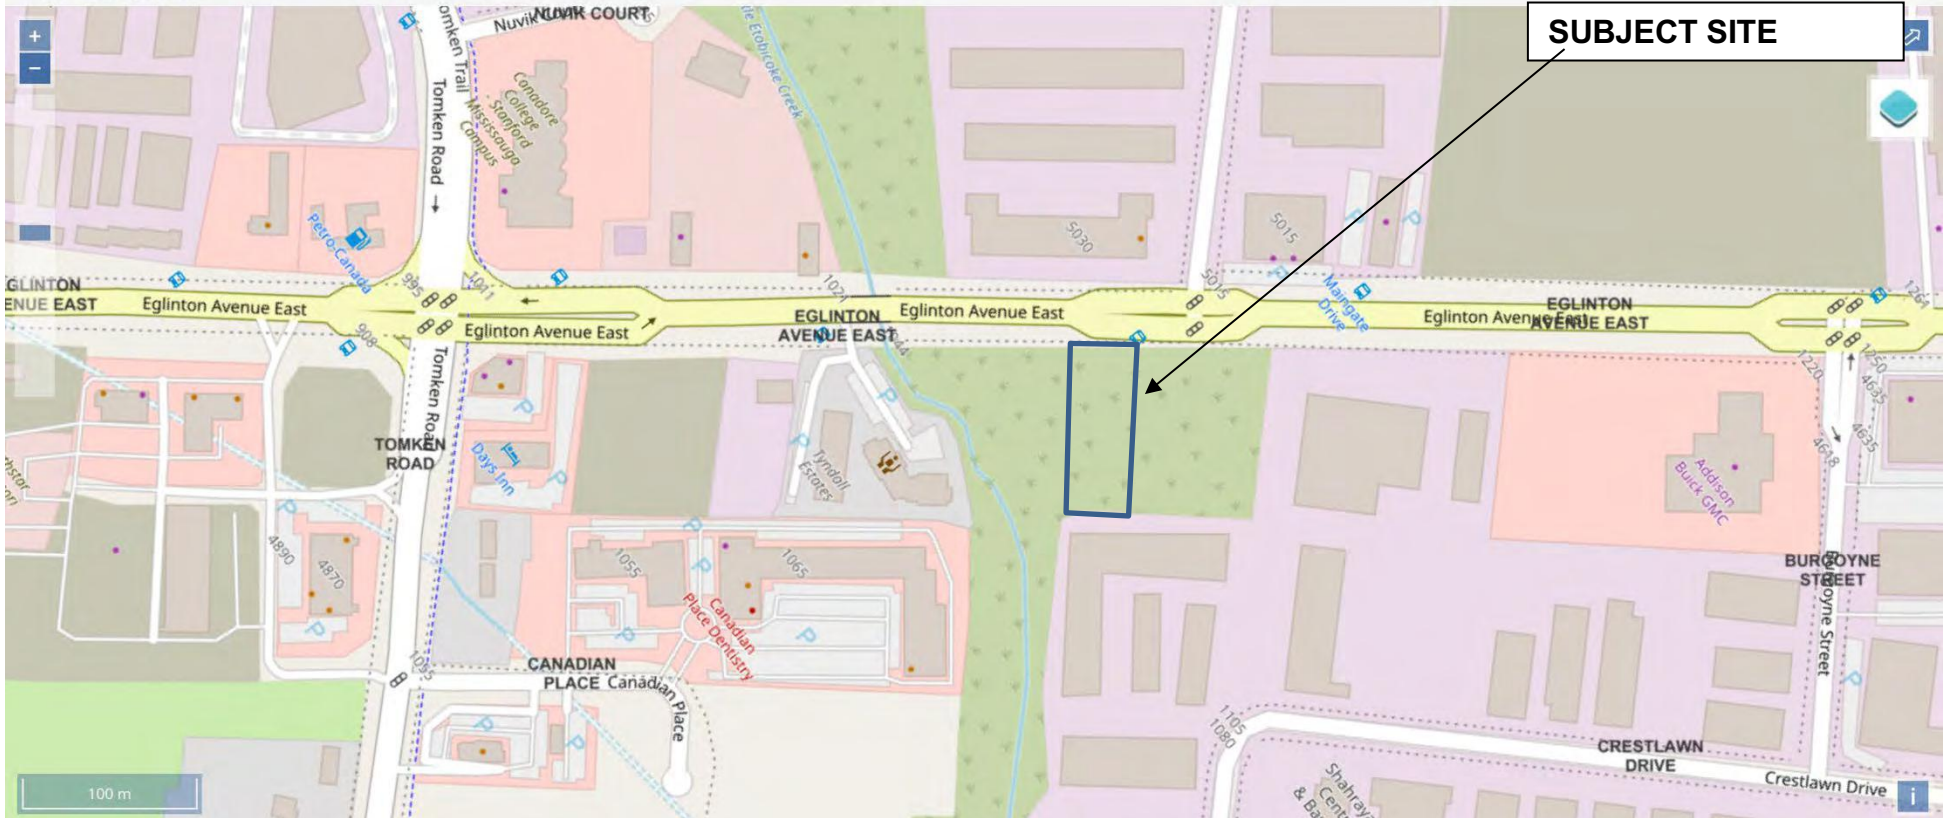 SUBJECT SITE
+
−
NUVIK COURT
Tomken Trail
Tomken Road
Canadore
College
Stanford
Mississauga
Campus
Little Etobicoke Creek
Petro-Canada
5030
5015
P
P
P
EGLINTON
AVENUE EAST
Eglinton Avenue East
995
1011
908
Eglinton Avenue East
1021
EGLINTON
AVENUE EAST
Eglinton Avenue East
5015
Maingate
Drive
EGLINTON
AVENUE EAST
Eglinton Avenue East
1261
1220
1250
4635
4635
4618
TOMKEN
ROAD
Tomken Road
Days Inn
P
P
P
P
Tyndall
Estates
Addison
Buick GMC
P
4890
4870
P
P
P
1055
1065
Canadian
Place Dentistry
P
P
BURGOYNE
STREET
Burgoyne Street
P
CANADIAN
PLACE
Canadian Place
P
P
1105
1080
CRESTLAWN
DRIVE
Crestlawn Drive
100 m
i